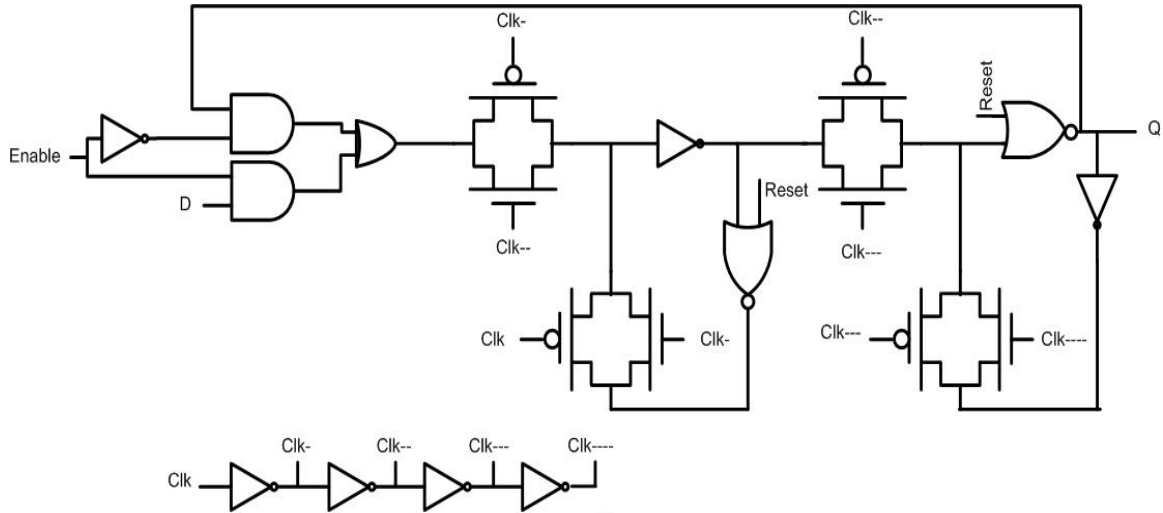 Clk-
Clk--
Reset
Enable
D
Q
Clk--
Reset
Clk---
Clk
Clk-
Clk---
Clk----
Clk-
Clk--
Clk---
Clk----
Clk